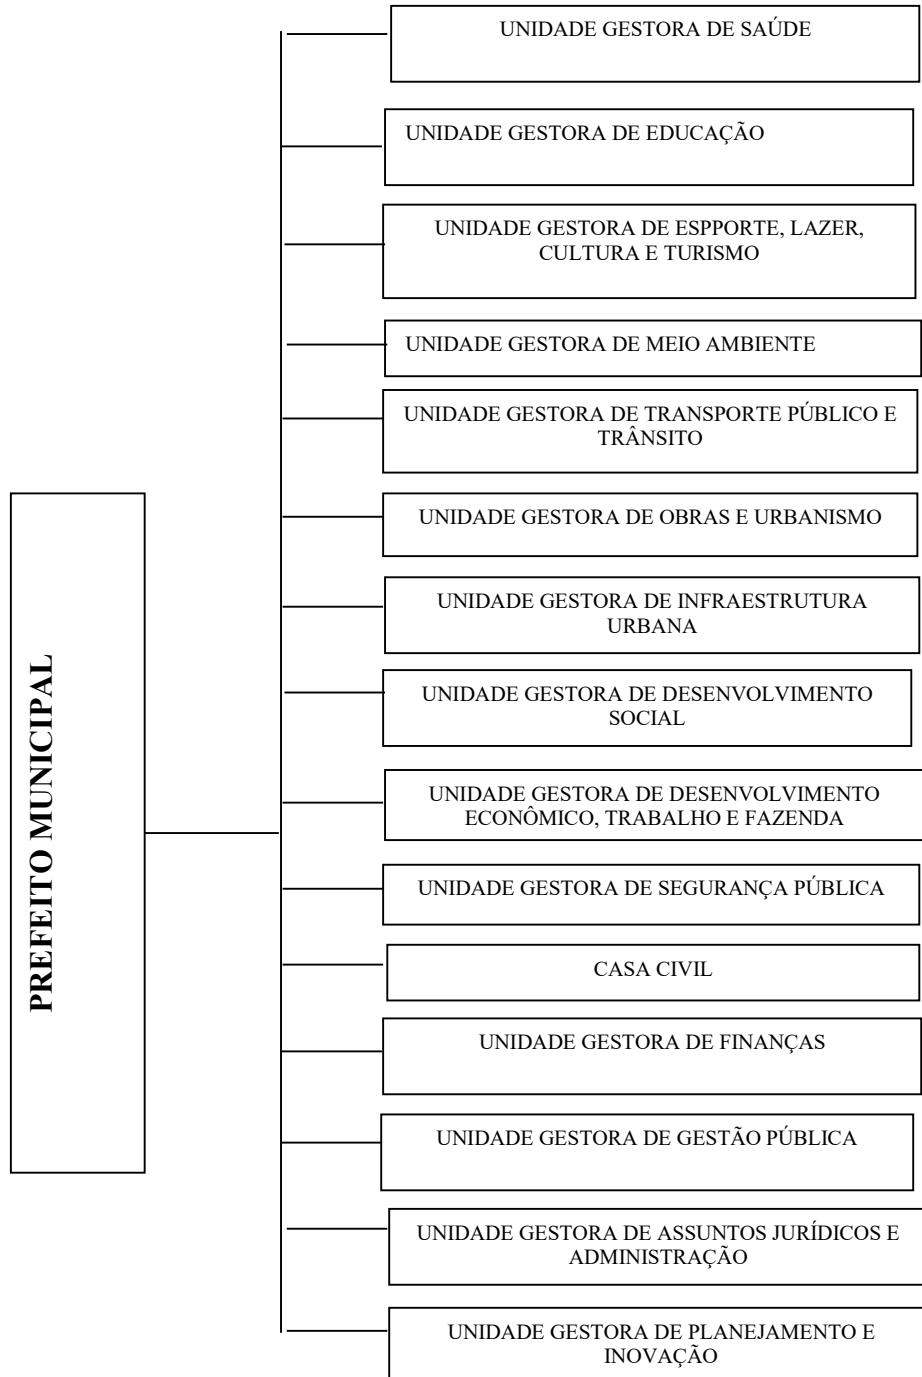 UNIDADE GESTORA DE SAÚDE
UNIDADE GESTORA DE EDUCAÇÃO
UNIDADE GESTORA DE ESPPORTE, LAZER,
CULTURA E TURISMO
UNIDADE GESTORA DE MEIO AMBIENTE
UNIDADE GESTORA DE TRANSPORTE PÚBLICO E
TRÂNSITO
UNIDADE GESTORA DE OBRAS E URBANISMO
UNIDADE GESTORA DE INFRAESTRUTURA
URBANA
PREFEITO MUNICIPAL
UNIDADE GESTORA DE DESENVOLVIMENTO
SOCIAL
UNIDADE GESTORA DE DESENVOLVIMENTO
ECONÔMICO, TRABALHO E FAZENDA
UNIDADE GESTORA DE SEGURANÇA PÚBLICA
CASA CIVIL
UNIDADE GESTORA DE FINANÇAS
UNIDADE GESTORA DE GESTÃO PÚBLICA
UNIDADE GESTORA DE ASSUNTOS JURÍDICOS E
ADMINISTRAÇÃO
UNIDADE GESTORA DE PLANEJAMENTO E
INOVAÇÃO